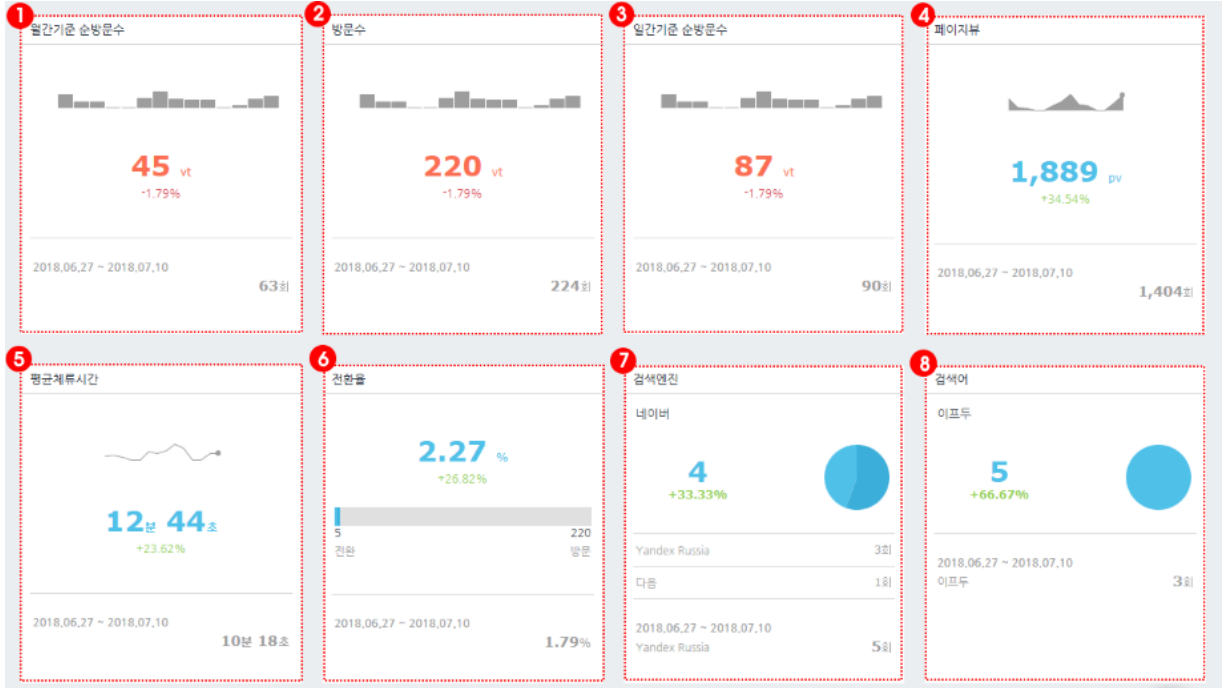 1
월간기준 순방문수
45 vt
-1.79%
2018.06.27 ~ 2018.07.10
63회
2
방문수
220 vt
-1.79%
2018.06.27 ~ 2018.07.10
224회
3
일간기준 순방문수
87 vt
-1.79%
2018.06.27 ~ 2018.07.10
90회
4
페이지뷰
1,889 pv
+34.54%
2018.06.27 ~ 2018.07.10
1,404회
5
평균체류시간
12분 44초
+23.62%
2018.06.27 ~ 2018.07.10
10분 18초
6
전환율
2.27 %
+26.82%
5 220
전환 방문
2018.06.27 ~ 2018.07.10
1.79%
7
검색엔진
네이버
4
+33.33%
Yandex Russia 3회
다음 1회
2018.06.27 ~ 2018.07.10
Yandex Russia 5회
8
검색어
이프두
5
+66.67%
2018.06.27 ~ 2018.07.10
이프두 3회